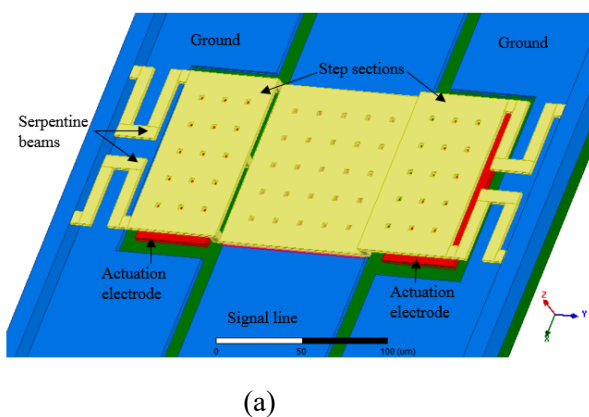 Ground
Ground
Step sections
Serpentine
beams
Actuation
electrode
Actuation
electrode
Signal line
0
50
100 (um)
Z
Y
X
(a)